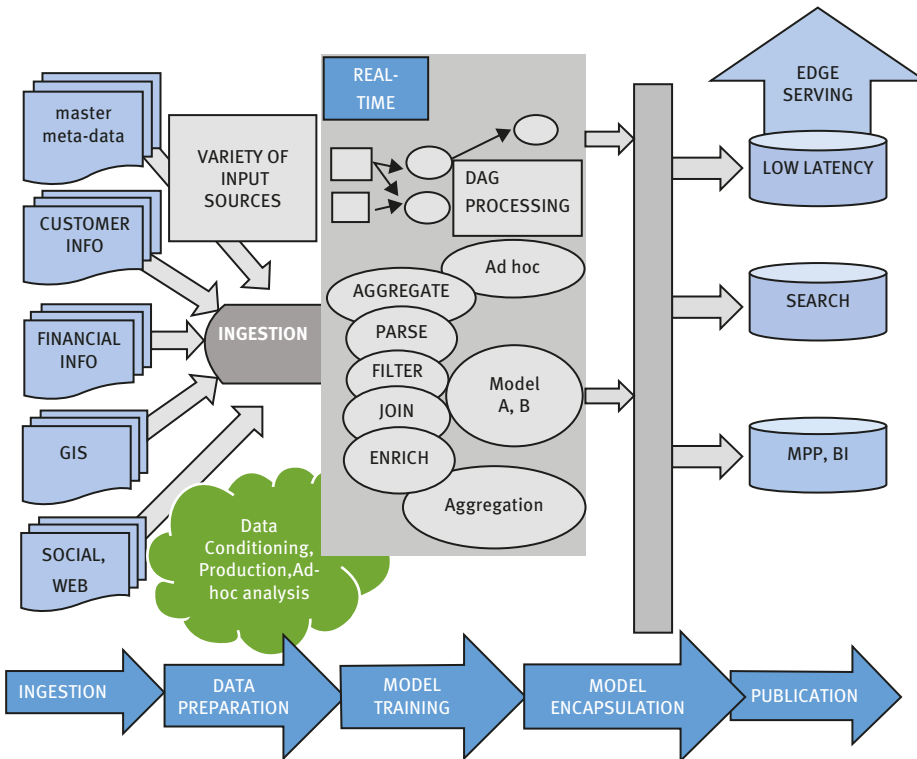 master
meta-data
CUSTOMER
INFO
FINANCIAL
INFO
GIS
SOCIAL,
WEB
VARIETY OF
INPUT
SOURCES
INGESTION
Data
Conditioning,
Production,Ad-
hoc analysis
REAL-
TIME
DAG
PROCESSING
Ad hoc
AGGREGATE
PARSE
FILTER
JOIN
ENRICH
Model
A, B
Aggregation
EDGE
SERVING
LOW LATENCY
SEARCH
MPP, BI
INGESTION
DATA
PREPARATION
MODEL
TRAINING
MODEL
ENCAPSULATION
PUBLICATION